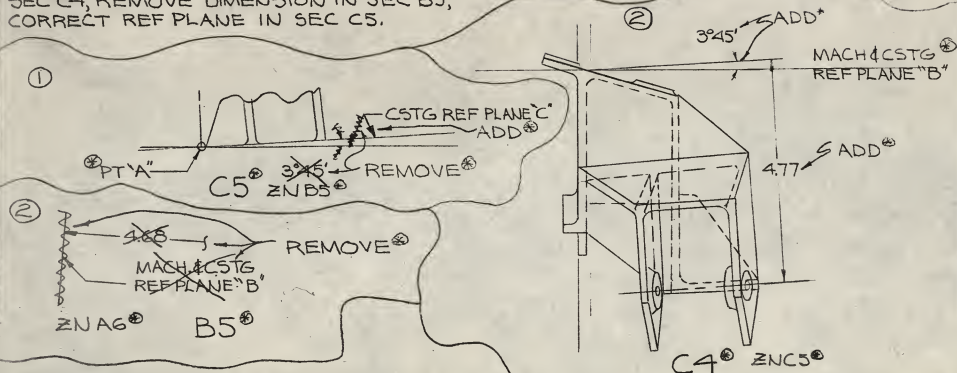 SEC C4, REMOVE DIMENSION IN SEC B5,
CORRECT REF PLANE IN SEC C5.
①
CSTG REF PLANE "C"
ADD⊛
⊛PT "A"
3°45'
REMOVE⊛
C5⊛
ZN B5⊛
②
4.68
REMOVE⊛
MACH & CSTG
REF PLANE "B"
ZN A6⊛
B5⊛
②
3°45'
ADD*
MACH & CSTG⊛
REF PLANE "B"
4.77
ADD⊛
C4⊛ ZNC5⊛